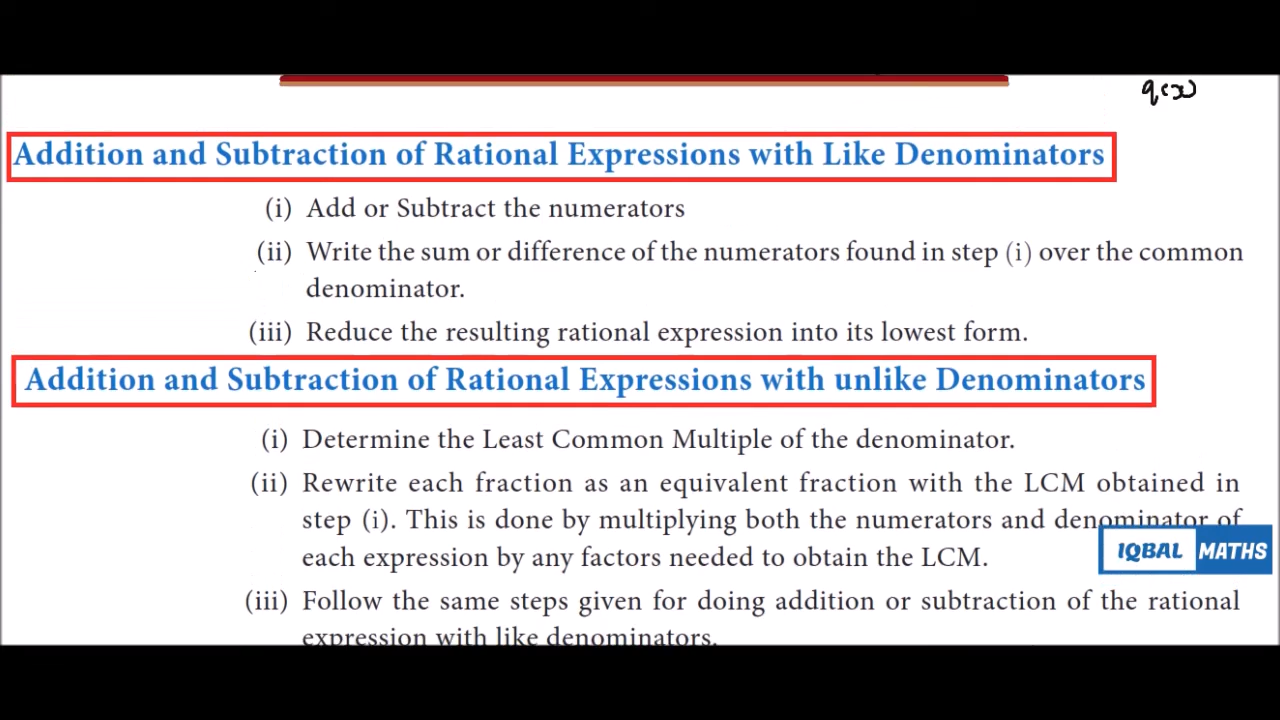 q(x)
Addition and Subtraction of Rational Expressions with Like Denominators
(i) Add or Subtract the numerators
(ii) Write the sum or difference of the numerators found in step (i) over the common
denominator.
(iii) Reduce the resulting rational expression into its lowest form.
Addition and Subtraction of Rational Expressions with unlike Denominators
(i) Determine the Least Common Multiple of the denominator.
(ii) Rewrite each fraction as an equivalent fraction with the LCM obtained in
step (i). This is done by multiplying both the numerators and denominator of
each expression by any factors needed to obtain the LCM.
IQBAL MATHS
(iii) Follow the same steps given for doing addition or subtraction of the rational
expression with like denominators.